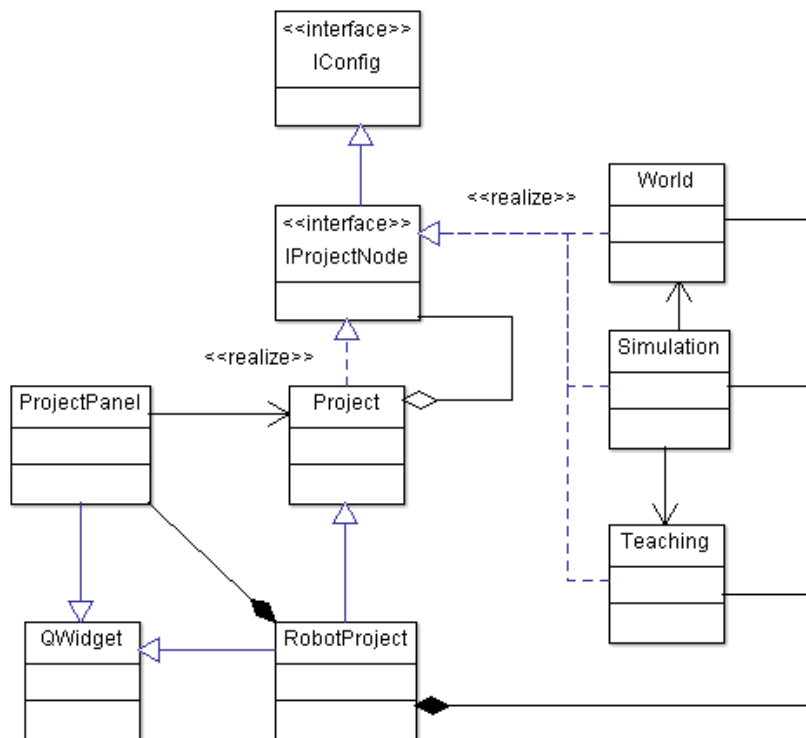 <<interface>>
IConfig
<<realize>>
World
<<interface>>
IProjectNode
<<realize>>
Simulation
ProjectPanel
Project
Teaching
QWidget
RobotProject